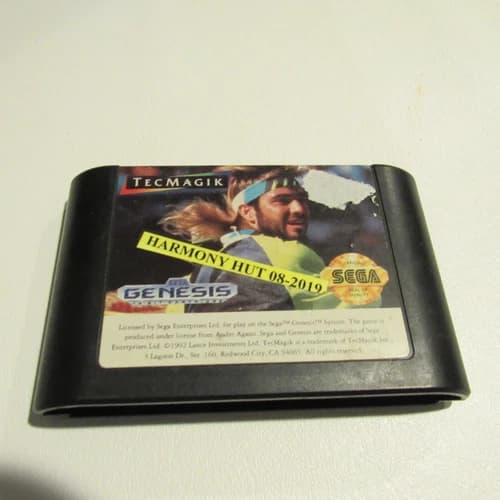 TECMAGIK
HARMONY HUT 08-2019
SEGA
GENESIS
SEGA
Licensed by Sega Enterprises Ltd. for play on the Sega™ Genesis™ System. The game is
produced under license from Andre Agassi. Sega and Genesis are trademarks of Sega
Enterprises Ltd. ©1992 Lance Investments Ltd. TecMagik is a trademark of TecMagik Inc.
3 Lagoon Dr., Ste. 160, Redwood City, CA 94065. All rights reserved.